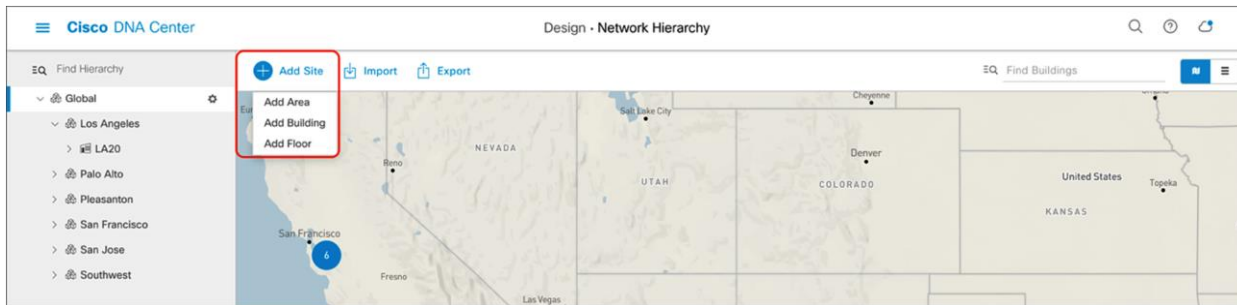 Cisco DNA Center
Design · Network Hierarchy
Find Hierarchy
Add Site
Import
Export
Find Buildings
Global
Los Angeles
LA20
Palo Alto
Pleasanton
San Francisco
San Jose
Southwest
Add Area
Add Building
Add Floor
Salt Lake City
Cheyenne
NEVADA
Reno
Denver
UTAH
COLORADO
United States
Topeka
KANSAS
San Francisco
6
Fresno
Las Vegas